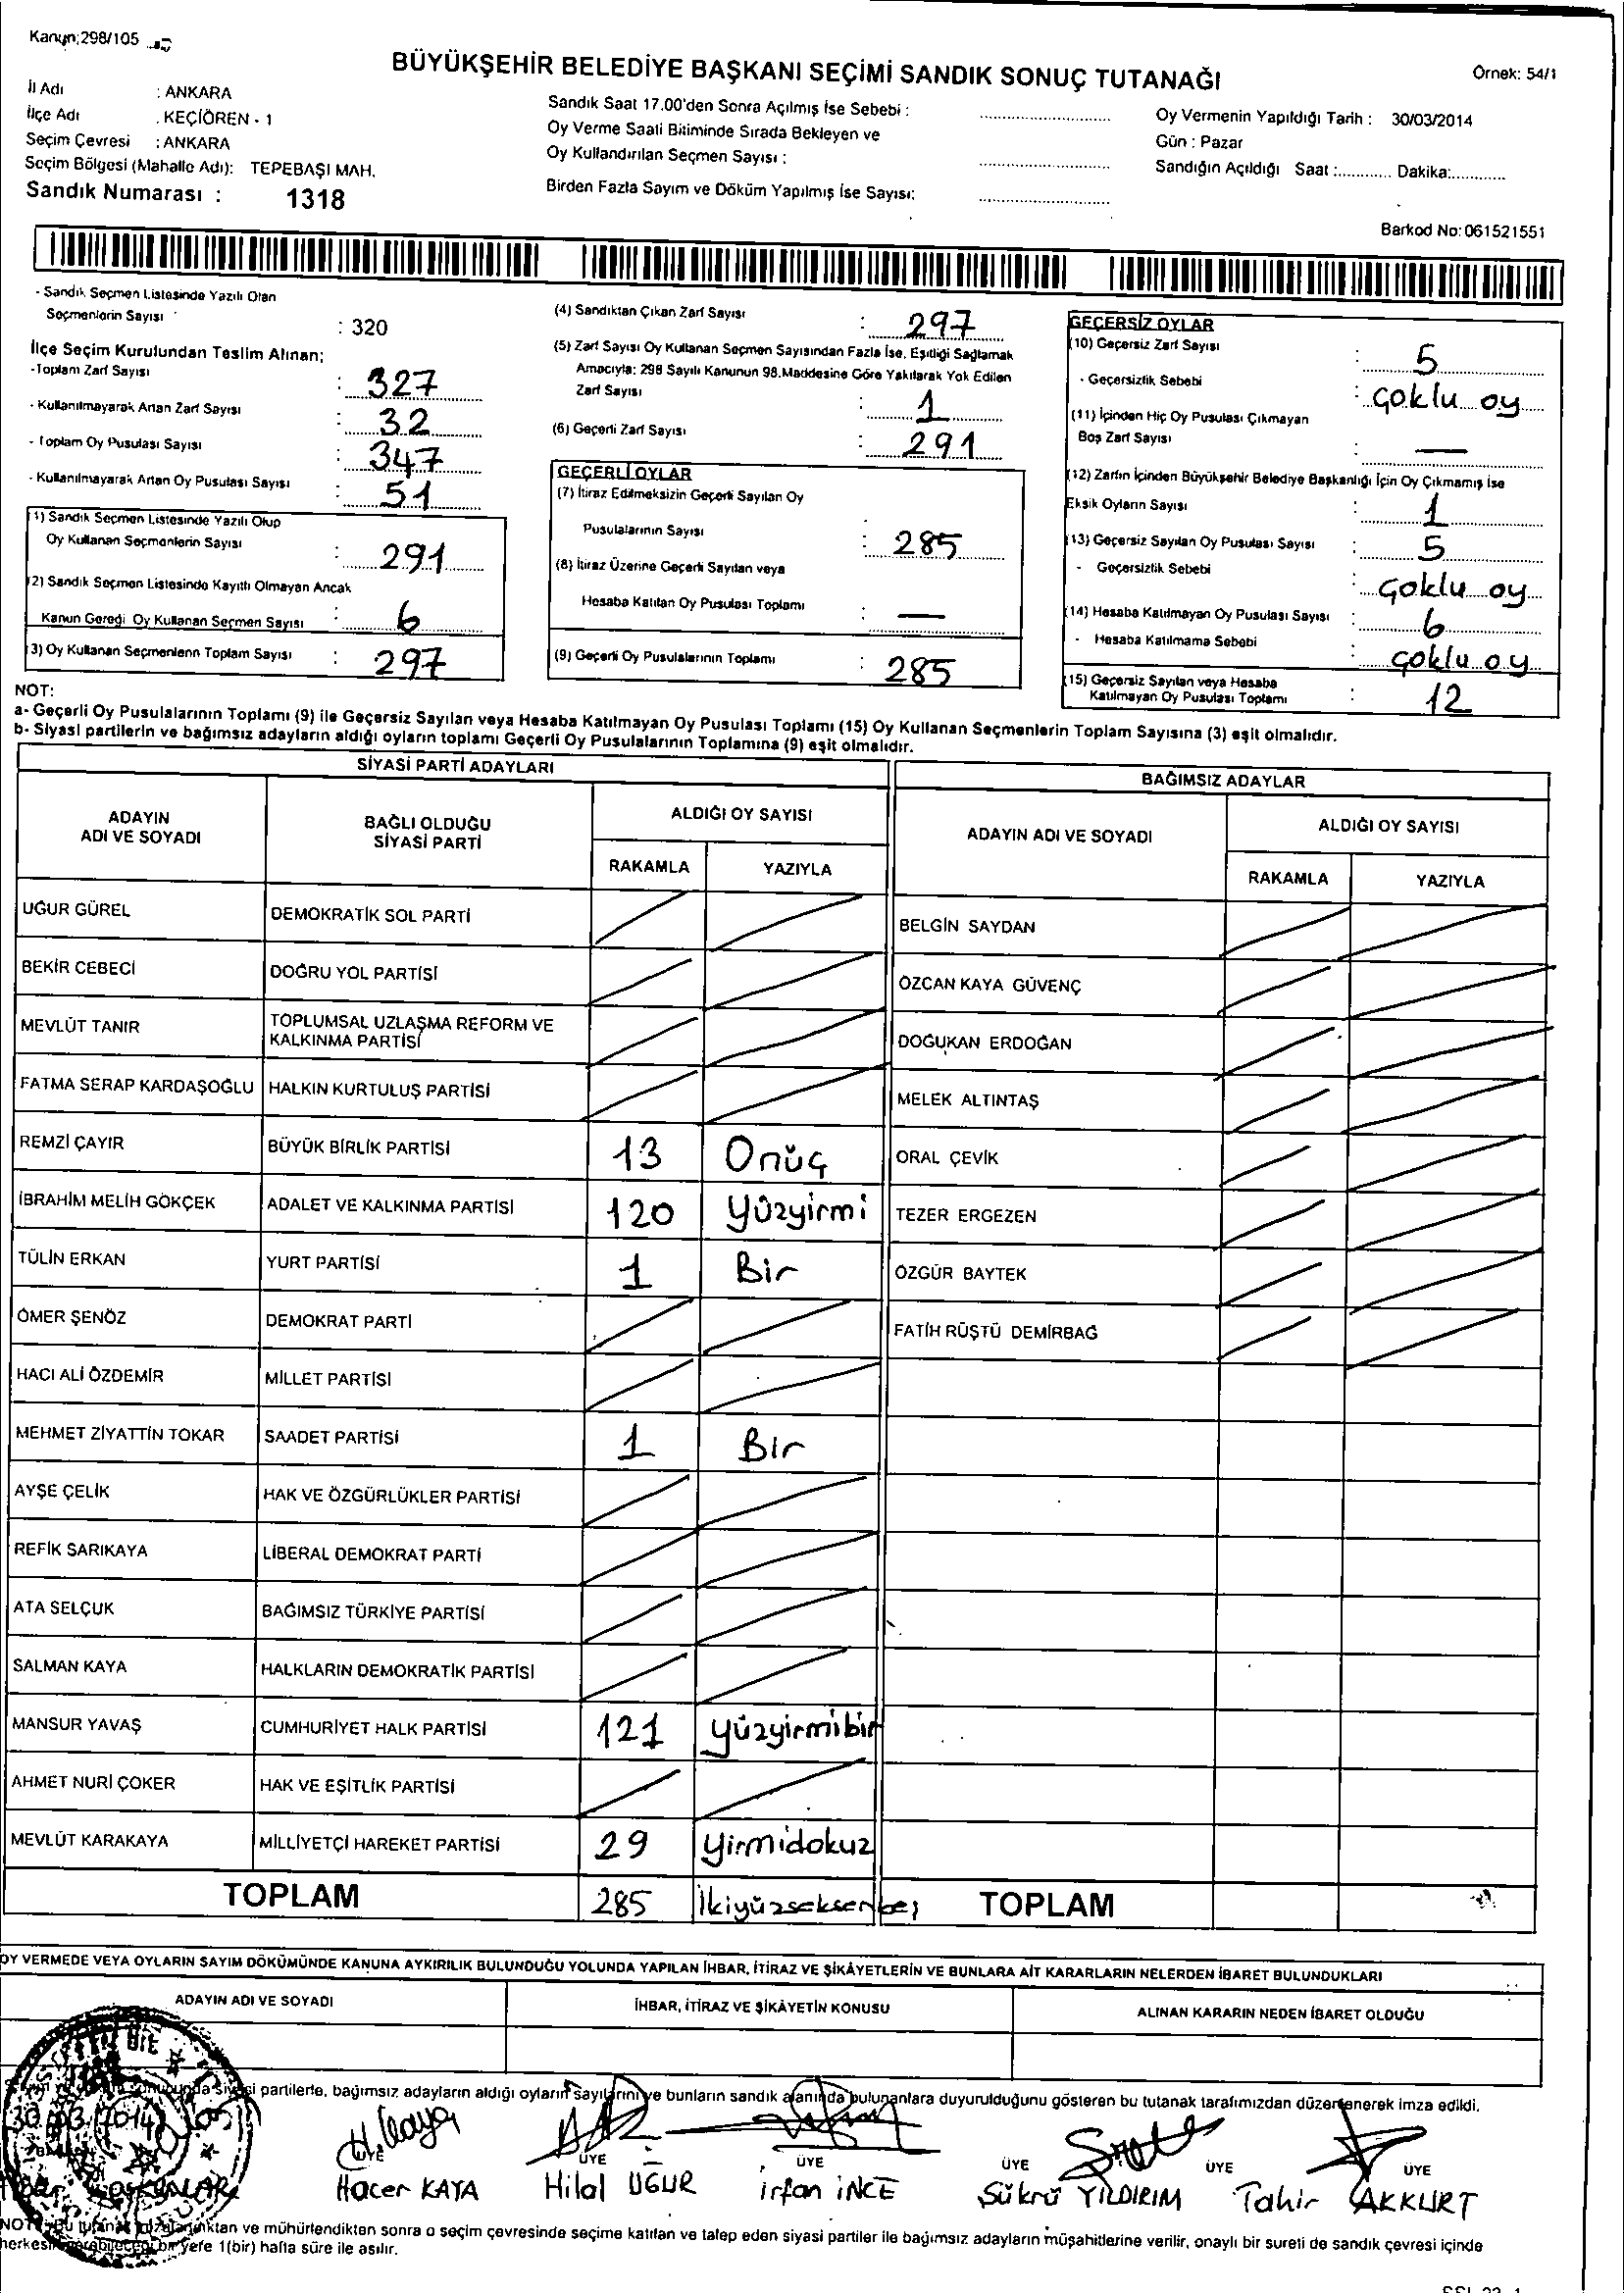 Kanun:298/105
BÜYÜKŞEHİR BELEDİYE BAŞKANI SEÇİMİ SANDIK SONUÇ TUTANAĞI
Örnek: 54/1
İl Adı : ANKARA
İlçe Adı : KEÇİÖREN - 1
Seçim Çevresi : ANKARA
Seçim Bölgesi (Mahalle Adı): TEPEBAŞI MAH.
Sandık Numarası : 1318
Sandık Saat 17.00'den Sonra Açılmış İse Sebebi :
Oy Verme Saati Bitiminde Sırada Bekleyen ve
Oy Kullandırılan Seçmen Sayısı :
Birden Fazla Sayım ve Döküm Yapılmış İse Sayısı:
Oy Vermenin Yapıldığı Tarih : 30/03/2014
Gün : Pazar
Sandığın Açıldığı Saat :............ Dakika:............
Barkod No:061521551
- Sandık Seçmen Listesinde Yazılı Olan
Seçmenlerin Sayısı : 320
İlçe Seçim Kurulundan Teslim Alınan;
-Toplam Zarf Sayısı : 327
- Kullanılmayarak Artan Zarf Sayısı : 32
- Toplam Oy Pusulası Sayısı : 347
- Kullanılmayarak Artan Oy Pusulası Sayısı : 51
(1) Sandık Seçmen Listesinde Yazılı Olup
Oy Kullanan Seçmenlerin Sayısı : 291
(2) Sandık Seçmen Listesinde Kayıtlı Olmayan Ancak
Kanun Gereği Oy Kullanan Seçmen Sayısı : 6
(3) Oy Kullanan Seçmenlerin Toplam Sayısı : 297
(4) Sandıktan Çıkan Zarf Sayısı : 297
(5) Zarf Sayısı Oy Kullanan Seçmen Sayısından Fazla İse, Eşitliği Sağlamak
Amacıyla: 298 Sayılı Kanunun 98.Maddesine Göre Yakılarak Yok Edilen
Zarf Sayısı : 1
(6) Geçerli Zarf Sayısı : 291
GEÇERLİ OYLAR
(7) İtiraz Edilmeksizin Geçerli Sayılan Oy
Pusulalarının Sayısı : 285
(8) İtiraz Üzerine Geçerli Sayılan veya
Hesaba Katılan Oy Pusulası Toplamı : —
(9) Geçerli Oy Pusulalarının Toplamı : 285
GEÇERSİZ OYLAR
(10) Geçersiz Zarf Sayısı : 5
- Geçersizlik Sebebi : çoklu oy
(11) İçinden Hiç Oy Pusulası Çıkmayan
Boş Zarf Sayısı : —
(12) Zarfın İçinden Büyükşehir Belediye Başkanlığı İçin Oy Çıkmamış İse
Eksik Oyların Sayısı : 1
(13) Geçersiz Sayılan Oy Pusulası Sayısı : 5
- Geçersizlik Sebebi : çoklu oy
(14) Hesaba Katılmayan Oy Pusulası Sayısı : 6
- Hesaba Katılmama Sebebi : çoklu oy
(15) Geçersiz Sayılan veya Hesaba
Katılmayan Oy Pusulası Toplamı : 12
NOT:
a- Geçerli Oy Pusulalarının Toplamı (9) ile Geçersiz Sayılan veya Hesaba Katılmayan Oy Pusulası Toplamı (15) Oy Kullanan Seçmenlerin Toplam Sayısına (3) eşit olmalıdır.
b- Siyasi partilerin ve bağımsız adayların aldığı oyların toplamı Geçerli Oy Pusulalarının Toplamına (9) eşit olmalıdır.
SİYASİ PARTİ ADAYLARI
BAĞIMSIZ ADAYLAR
ADAYIN ADI VE SOYADI
BAĞLI OLDUĞU SİYASİ PARTİ
ALDIĞI OY SAYISI
RAKAMLA YAZIYLA
ADAYIN ADI VE SOYADI
ALDIĞI OY SAYISI
RAKAMLA YAZIYLA
UĞUR GÜREL DEMOKRATİK SOL PARTİ
BELGİN SAYDAN
BEKİR CEBECİ DOĞRU YOL PARTİSİ
ÖZCAN KAYA GÜVENÇ
MEVLÜT TANIR TOPLUMSAL UZLAŞMA REFORM VE
KALKINMA PARTİSİ
DOĞUKAN ERDOĞAN
FATMA SERAP KARDAŞOĞLU HALKIN KURTULUŞ PARTİSİ
MELEK ALTINTAŞ
REMZİ ÇAYIR BÜYÜK BİRLİK PARTİSİ 13 Onüç
ORAL ÇEVİK
İBRAHİM MELİH GÖKÇEK ADALET VE KALKINMA PARTİSİ 120 yüzyirmi
TEZER ERGEZEN
TÜLİN ERKAN YURT PARTİSİ 1 Bir
ÖZGÜR BAYTEK
ÖMER ŞENÖZ DEMOKRAT PARTİ
FATİH RÜŞTÜ DEMİRBAĞ
HACI ALİ ÖZDEMİR MİLLET PARTİSİ
MEHMET ZİYATTİN TOKAR SAADET PARTİSİ 1 Bir
AYŞE ÇELİK HAK VE ÖZGÜRLÜKLER PARTİSİ
REFİK SARIKAYA LİBERAL DEMOKRAT PARTİ
ATA SELÇUK BAĞIMSIZ TÜRKİYE PARTİSİ
SALMAN KAYA HALKLARIN DEMOKRATİK PARTİSİ
MANSUR YAVAŞ CUMHURİYET HALK PARTİSİ 121 yüzyirmibir
AHMET NURİ ÇOKER HAK VE EŞİTLİK PARTİSİ
MEVLÜT KARAKAYA MİLLİYETÇİ HAREKET PARTİSİ 29 yirmidokuz
TOPLAM 285 İkiyüzseksenbeş TOPLAM
OY VERMEDE VEYA OYLARIN SAYIM DÖKÜMÜNDE KANUNA AYKIRILIK BULUNDUĞU YOLUNDA YAPILAN İHBAR, İTİRAZ VE ŞİKÂYETLERİN VE BUNLARA AİT KARARLARIN NELERDEN İBARET BULUNDUKLARI
ADAYIN ADI VE SOYADI İHBAR, İTİRAZ VE ŞİKÂYETİN KONUSU ALINAN KARARIN NEDEN İBARET OLDUĞU
siyasi partilerle, bağımsız adayların aldığı oyların sayılarını ve bunların sandık alanında bulunanlara duyurulduğunu gösteren bu tutanak tarafımızdan düzenlenerek imza edildi.
30/03/2014
H.Kaya
ÜYE ÜYE ÜYE ÜYE ÜYE ÜYE
Hacer KAYA Hilal UĞUR irfan iNCE Şükrü YILDIRIM Tahir AKKURT
NOT: Bu tutanak ve mühürlendikten sonra o seçim çevresinde seçime katılan ve talep eden siyasi partiler ile bağımsız adayların müşahitlerine verilir, onaylı bir sureti de sandık çevresi içinde
bir yere 1(bir) hafta süre ile asılır.